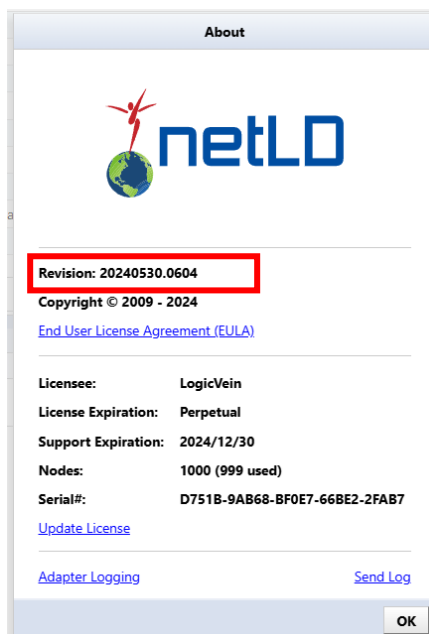 About
netLD
a
Revision: 20240530.0604
Copyright © 2009 - 2024
End User License Agreement (EULA)
Licensee: LogicVein
License Expiration: Perpetual
Support Expiration: 2024/12/30
Nodes: 1000 (999 used)
Serial#: D751B-9AB68-BF0E7-66BE2-2FAB7
Update License
Adapter Logging Send Log
OK